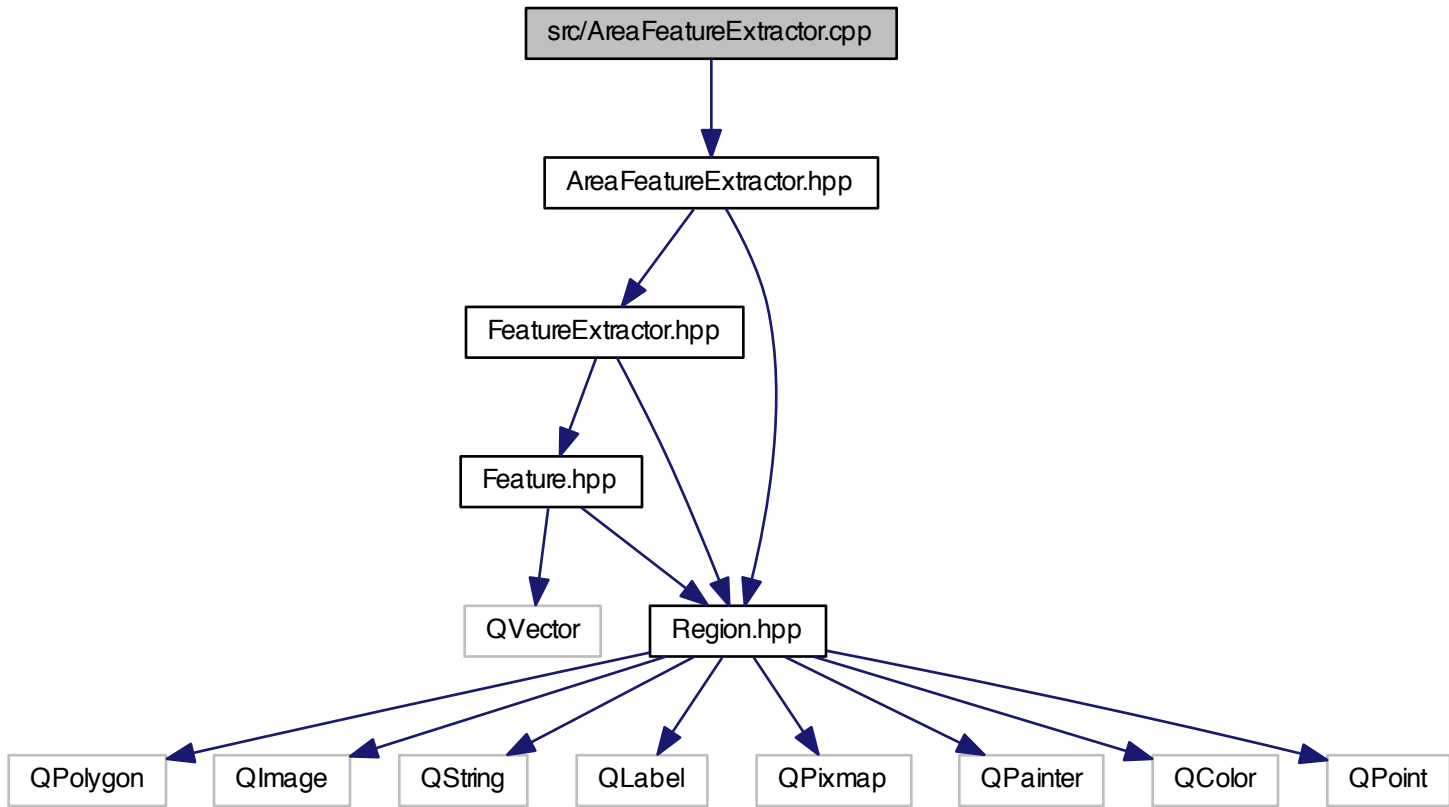 src/AreaFeatureExtractor.cpp
AreaFeatureExtractor.hpp
FeatureExtractor.hpp
Feature.hpp
QVector
Region.hpp
QPolygon
QImage
QString
QLabel
QPixmap
QPainter
QColor
QPoint